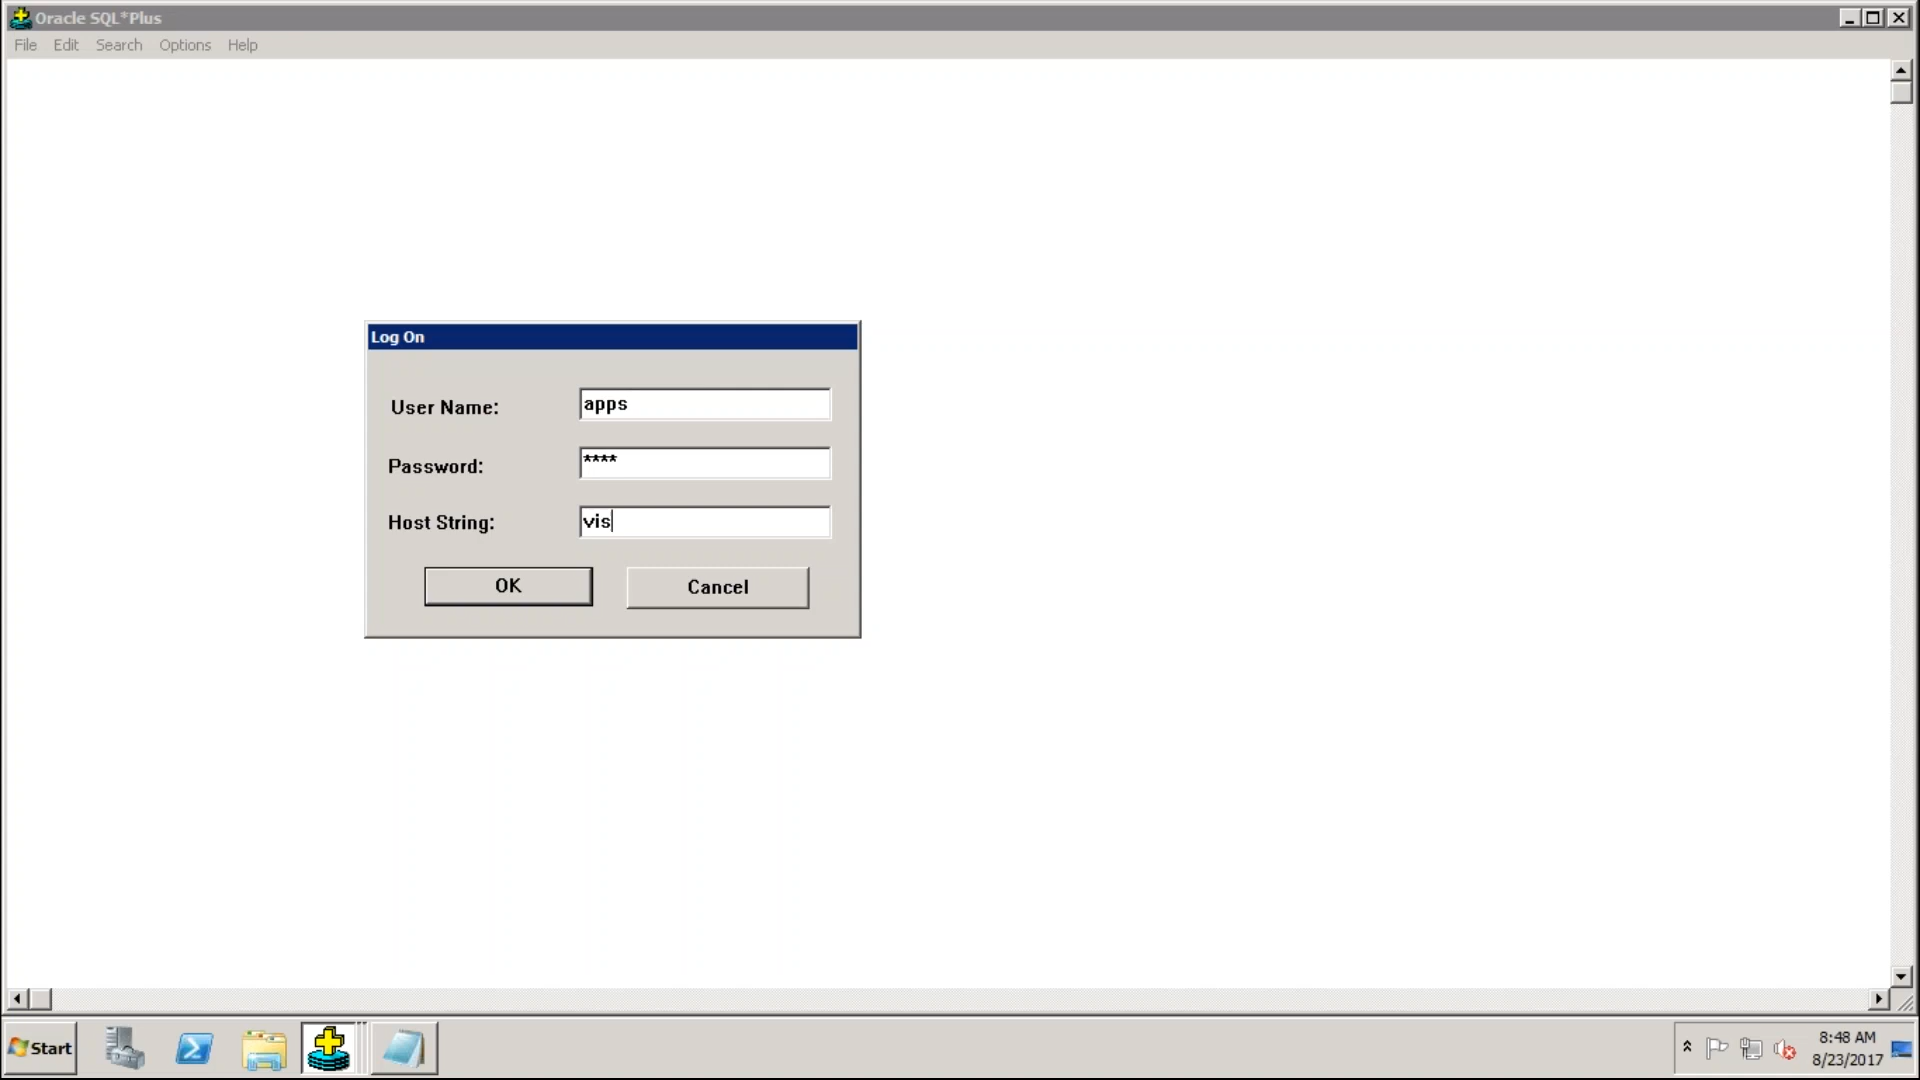 Oracle SQL*Plus
File Edit Search Options Help
Log On
User Name: apps
Password: ****
Host String: vis
OK Cancel
Start
8:48 AM
8/23/2017